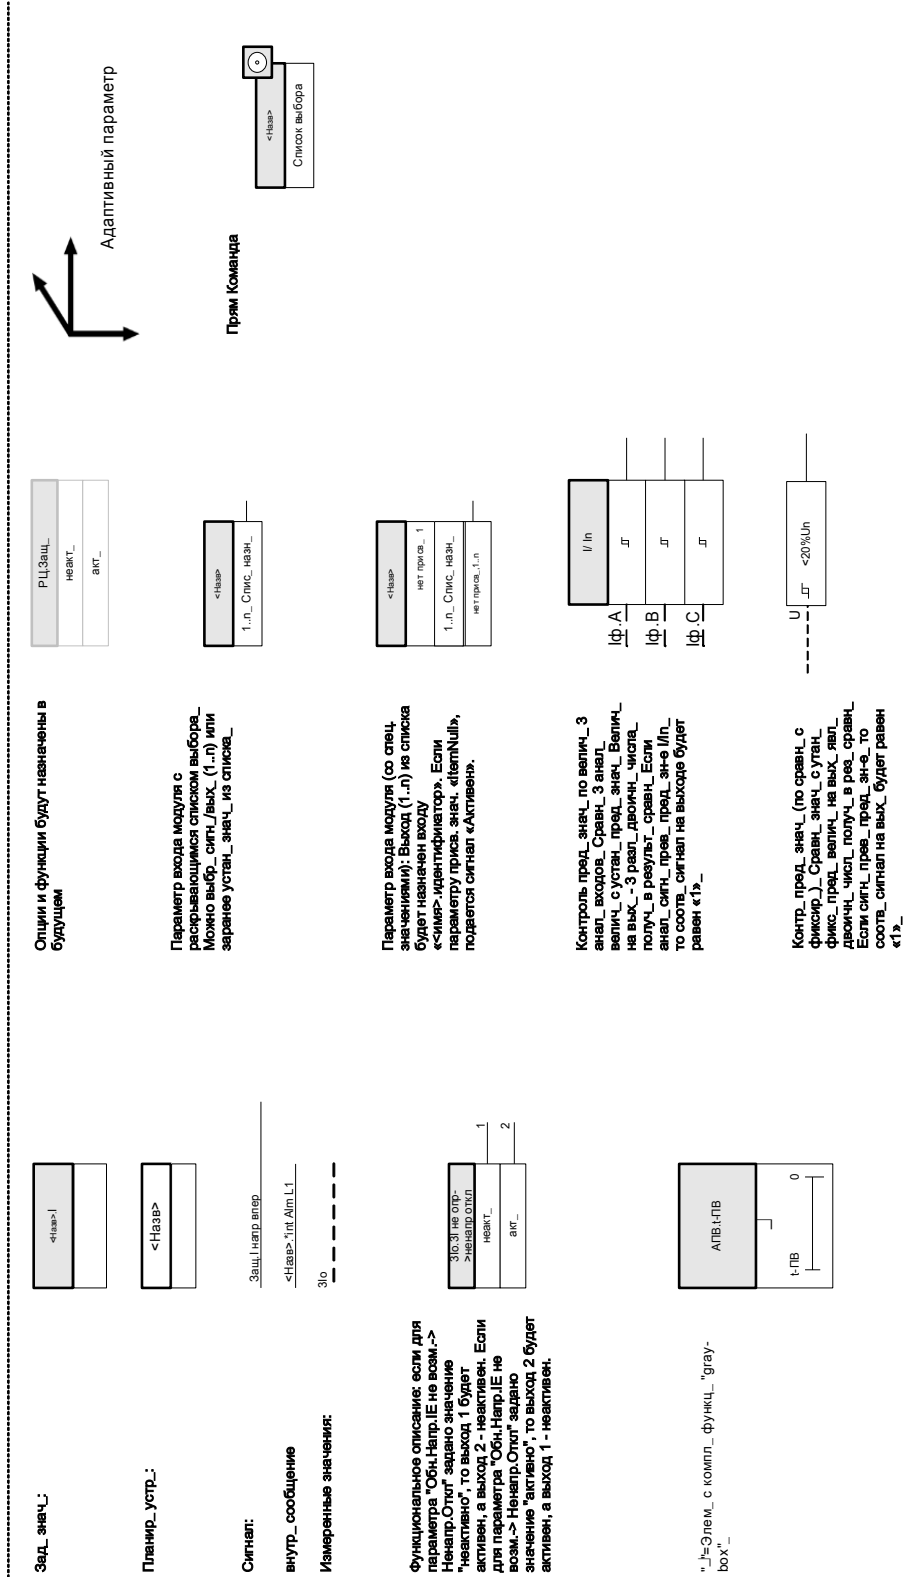 Зад_ знач_:
<Назв>.I
Планир_ устр_:
<Назв>
Сигнал:
Защ.I напр впер
внутр_ сообщение
<Назв>.*int Alm L1
Измеренные значения:
3Io
Функциональное описание: если для
параметра "Обн.Напр.IE не возм.->
Ненапр.Откл" задано значение
"неактивно", то выход 1 будет
активен, а выход 2 - неактивен. Если
для параметра "Обн.Напр.IE не
возм.-> Ненапр.Откл" задано
значение "активно", то выход 2 будет
активен, а выход 1 - неактивен.
3Io.3I не опр-
>ненапр откл
неакт_
1
акт_
2
"_|"=Элем_ с компл_ функц_ "gray-
box"_
АПВ.t-ПВ
t-ПВ
0
Опции и функции будут назначены в
будущем
РЦ.Защ_
неакт_
акт_
Параметр входа модуля с
раскрывающимся списком выбора_
Можно выбр_ сигн_/вых_ (1..n) или
заранее устан_ знач_ из списка_
<Назв>
1..n_ Спис_ назн_
Параметр входа модуля (со спец.
значениями): Выход (1..n) из списка
будет назначен входу
«<имя>.идентификатор». Если
параметру присв. знач. «ItemNull»,
подается сигнал «Активен».
<Назв>
нет присв_ 1
1..n_ Спис_ назн_
нет присв_,1..n
Контроль пред_ знач_ по велич_ 3
анал_ входов_ Сравн_ 3 анал_
велич_ с устан_ пред_ знач_ Велич_
на вых_ - 3 разл_ двоичн_ числа_
получ_ в результ_ сравн_ Если
анал_ сигн_ прев_ пред_ зн-е I/In_
то соотв_ сигнал на выходе будет
равен «1»_
I/ In
Iф.A
Iф.B
Iф.C
Контр_ пред_ знач_ (по сравн_ с
фиксир_)_ Сравн_ знач_ с утан_
фикс_ пред_ велич_ на вых_ явл_
двоичн_ числ_ получ_ в рез_ сравн_
Если сигн_ прев_ пред_ зн-е_ то
соотв_ сигнал на вых_ будет равен
«1»_
U
<20%Un
Адаптивный параметр
Прям Команда
<Назв>
Список выбора